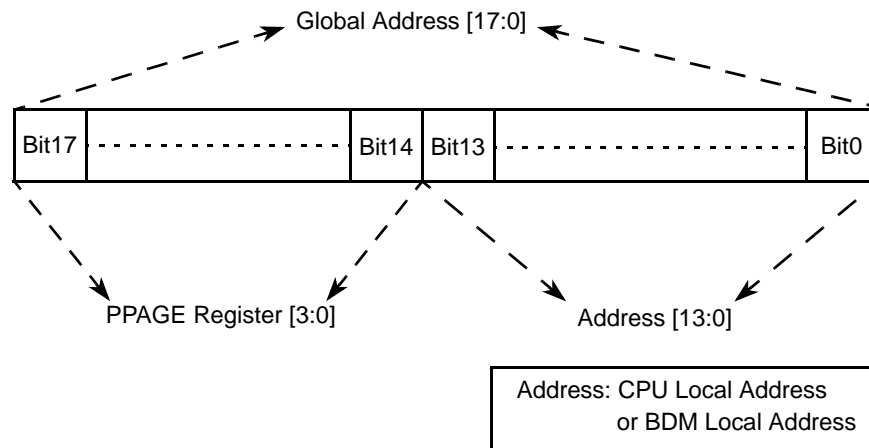 Global Address [17:0]
Bit17 Bit14 Bit13 Bit0
PPAGE Register [3:0] Address [13:0]
Address: CPU Local Address
or BDM Local Address